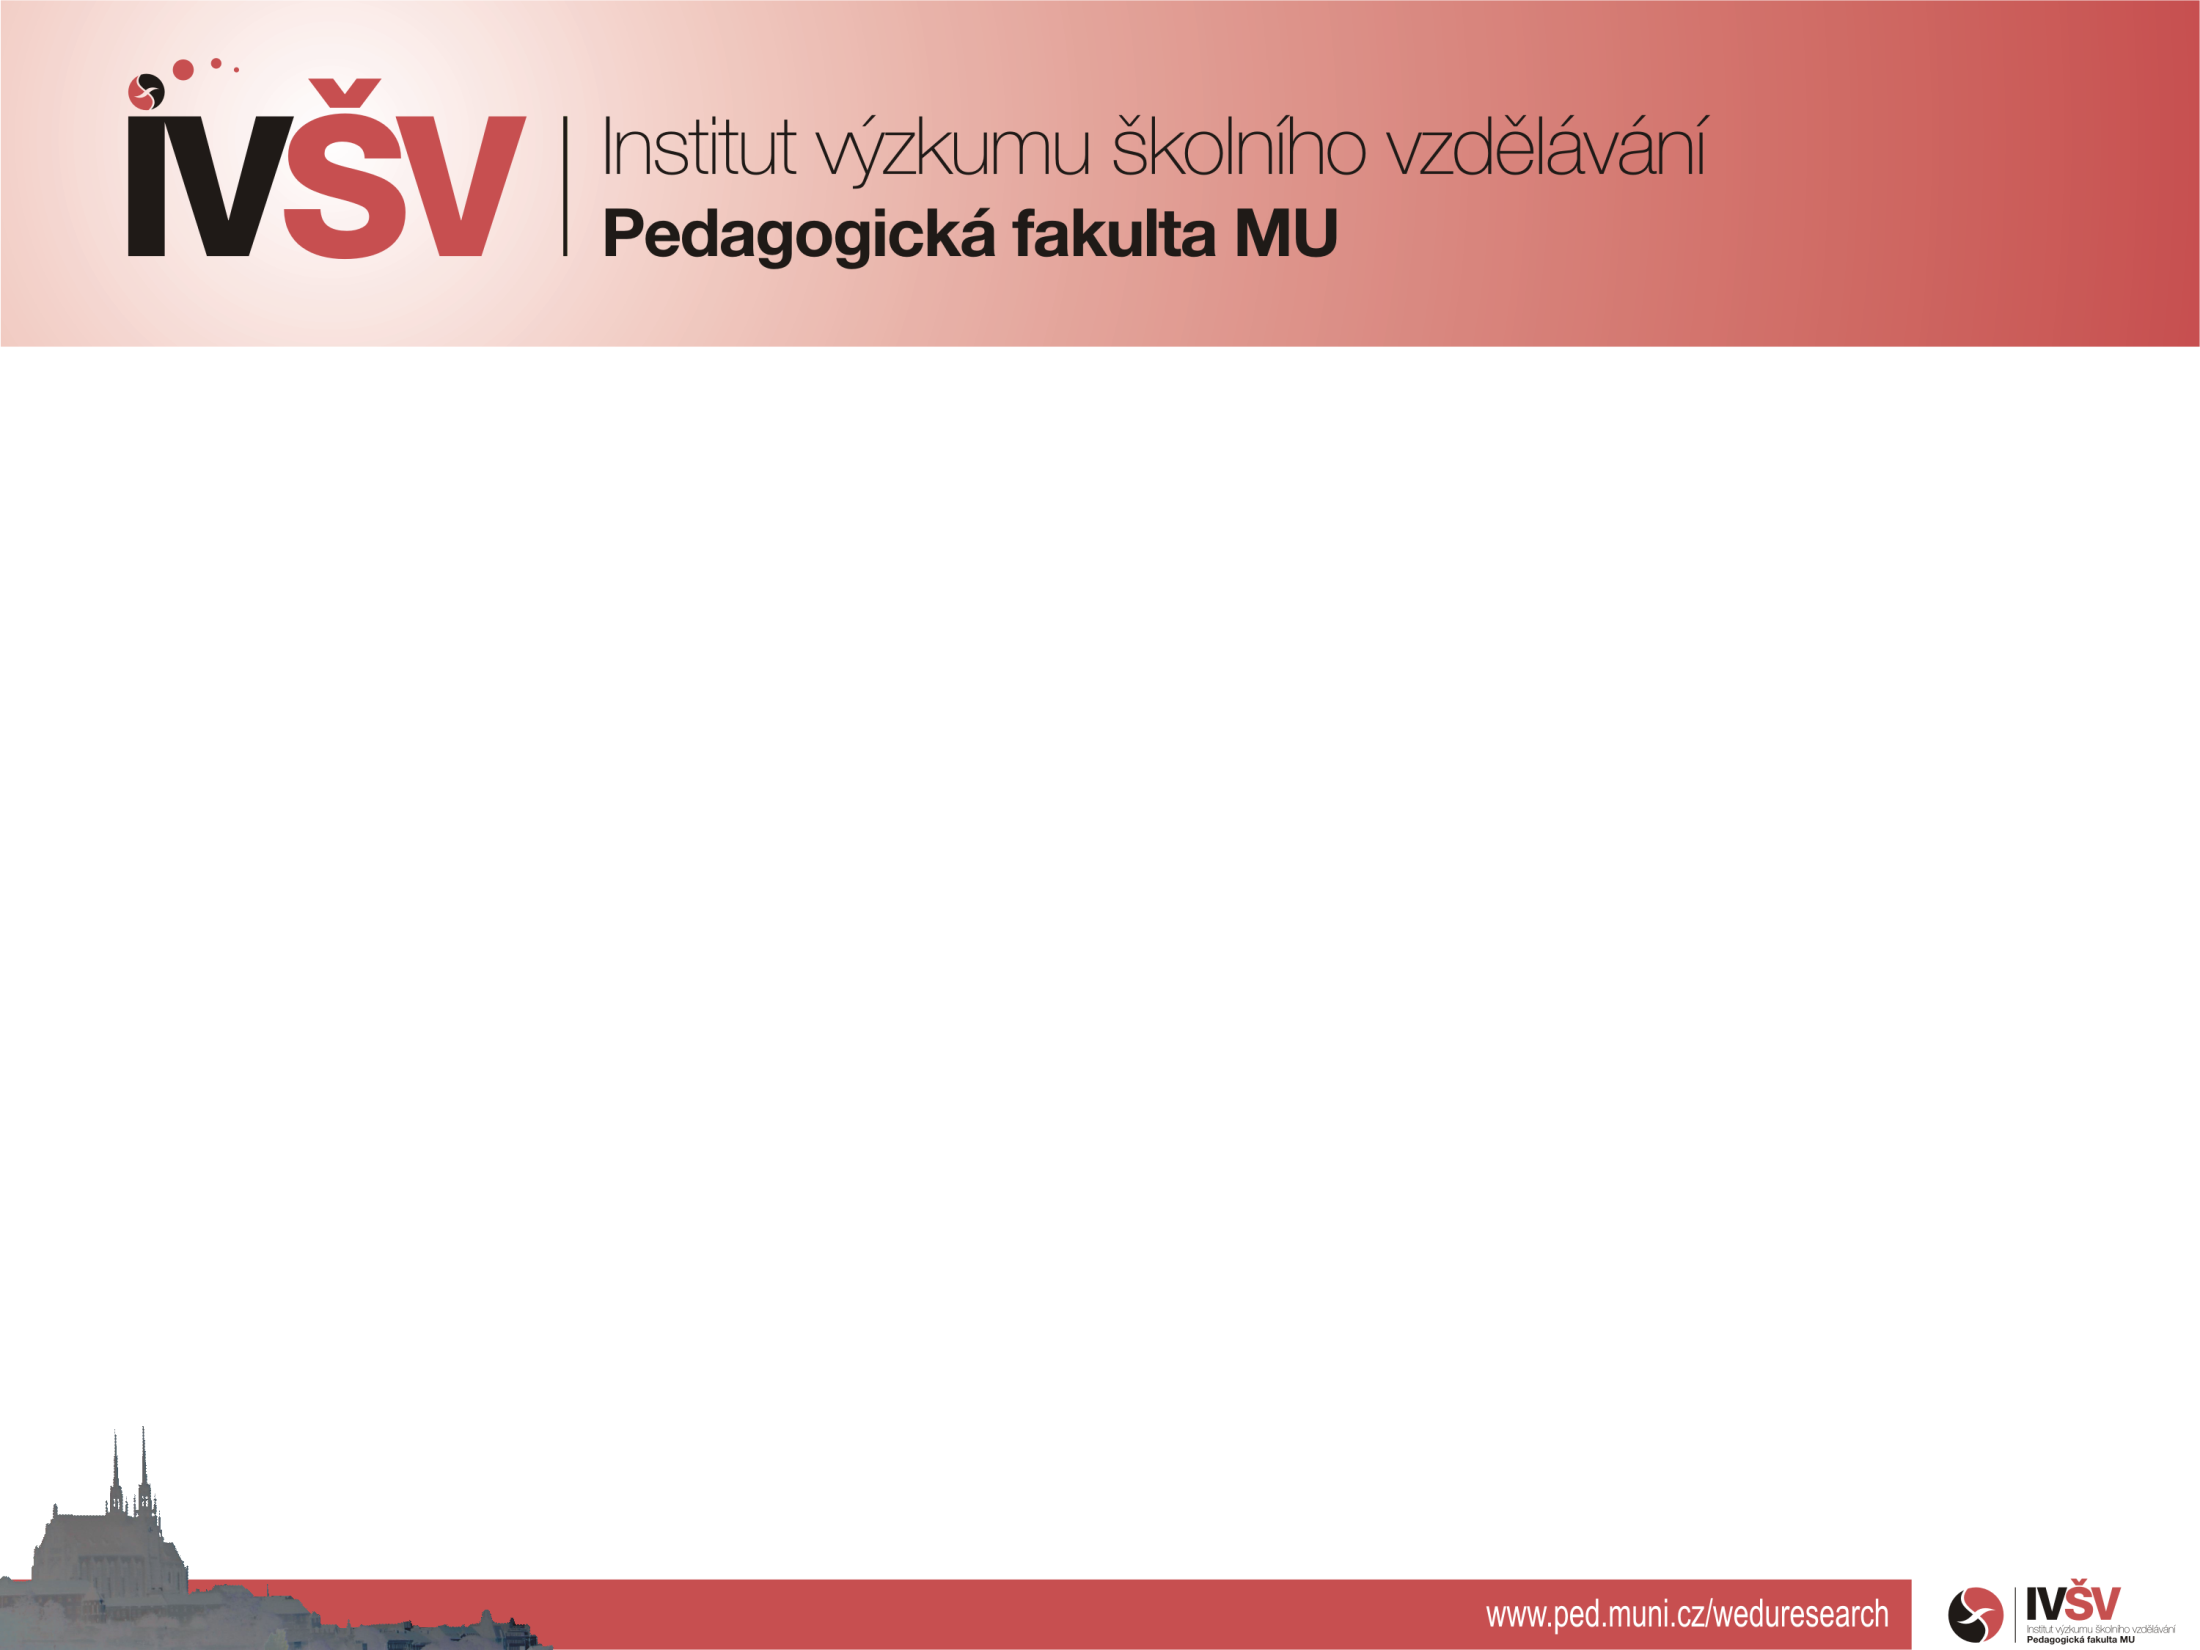 IVŠV
Institut výzkumu školního vzdělávání
Pedagogická fakulta MU
www.ped.muni.cz/weduresearch
IVŠV
Institut výzkumu školního vzdělávání
Pedagogická fakulta MU